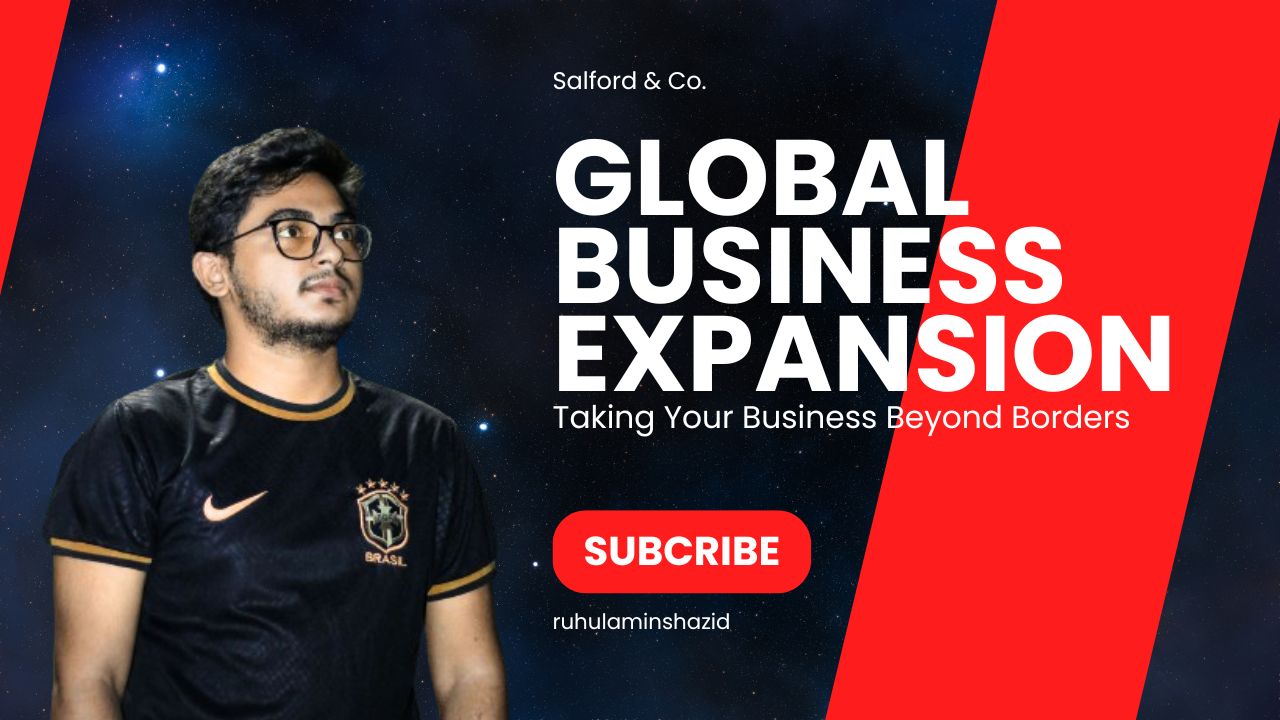 Salford & Co.
GLOBAL
BUSINESS
EXPANSION
Taking Your Business Beyond Borders
SUBCRIBE
ruhulaminshazid
BRASIL